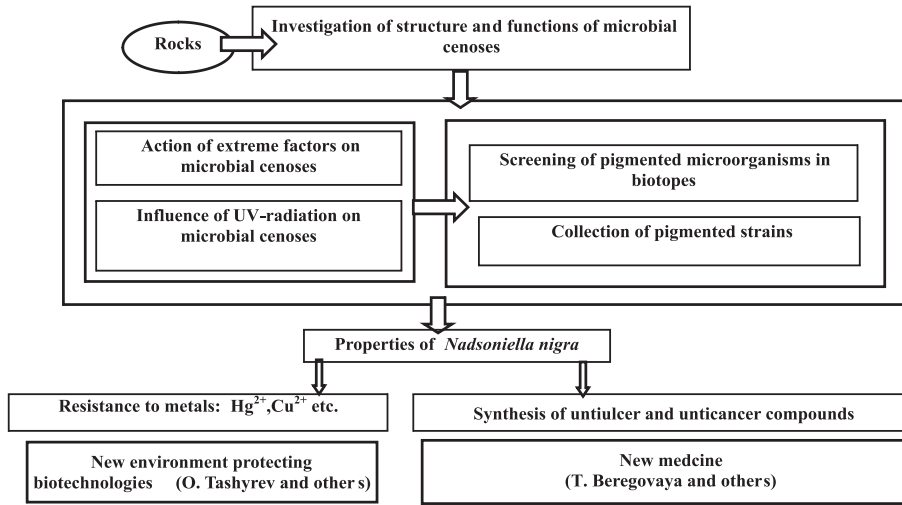 Rocks
Investigation of structure and functions of microbial
cenoses
Action of extreme factors on
microbial cenoses
Influence of UV-radiation on
microbial cenoses
Screening of pigmented microorganisms in
biotopes
Collection of pigmented strains
Properties of Nadsoniella nigra
Resistance to metals: Hg²⁺,Cu²⁺ etc.
Synthesis of untiulcer and unticancer compounds
New environment protecting
biotechnologies (O. Tashyrev and others)
New medcine
(T. Beregovaya and others)